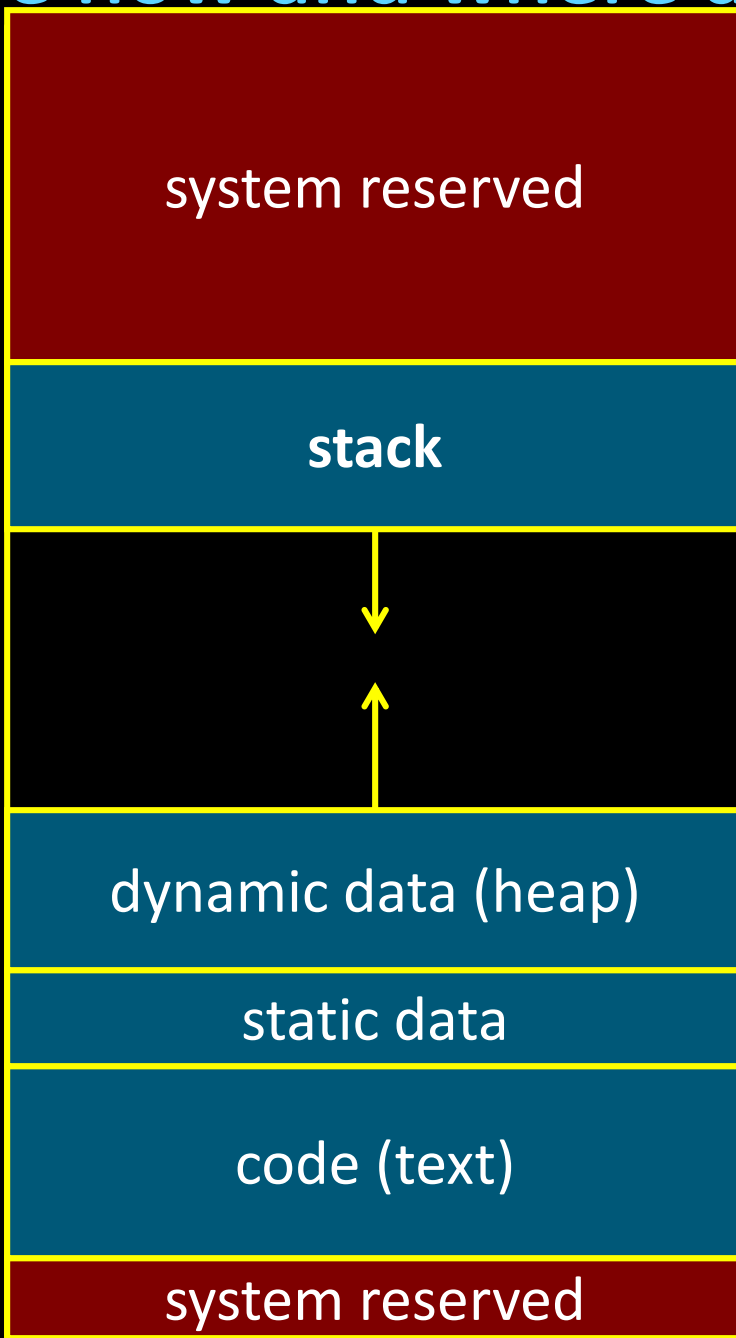 system reserved
stack
dynamic data (heap)
static data
code (text)
system reserved